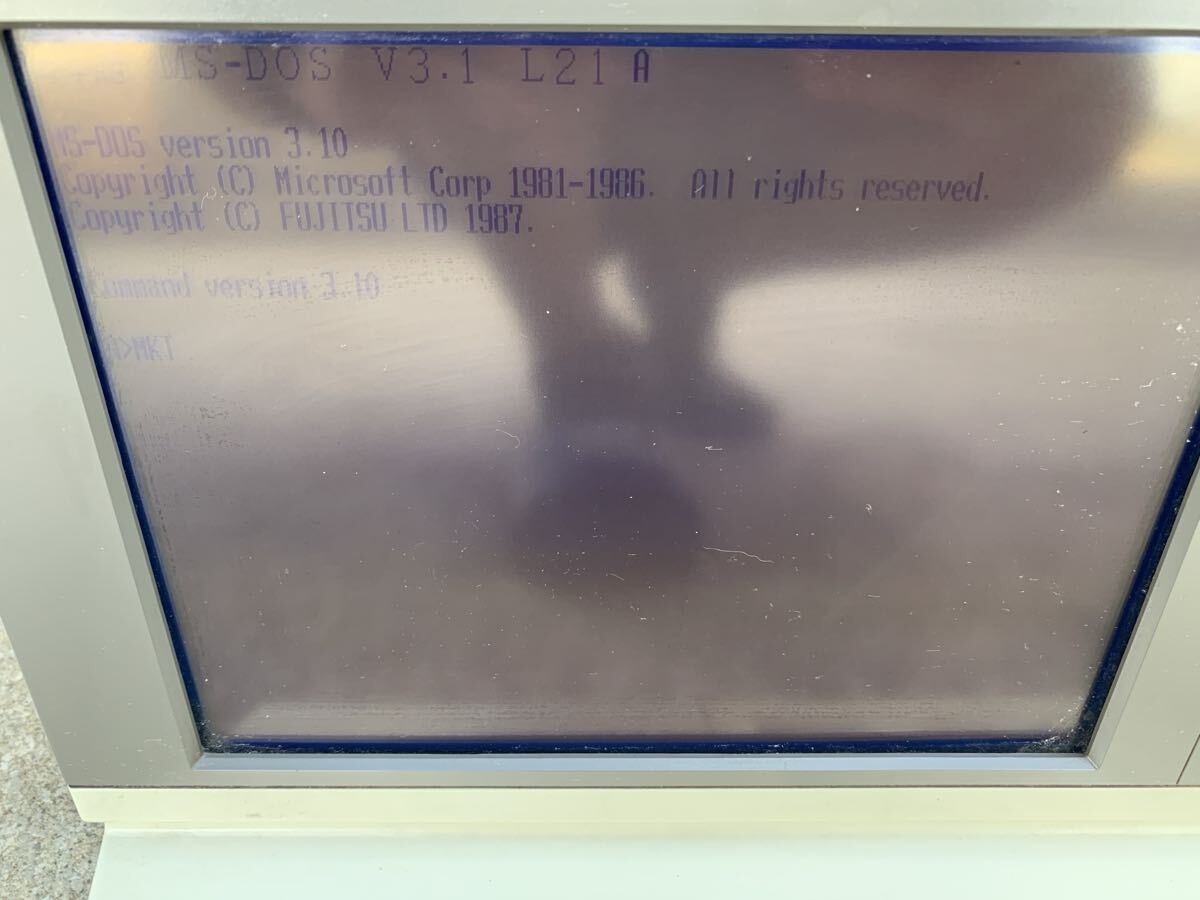 MS-DOS V3.1 L21 A
MS-DOS version 3.10
Copyright (C) Microsoft Corp 1981-1986. All rights reserved.
Copyright (C) FUJITSU LTD 1987.
Command version 3.10
A>MKT